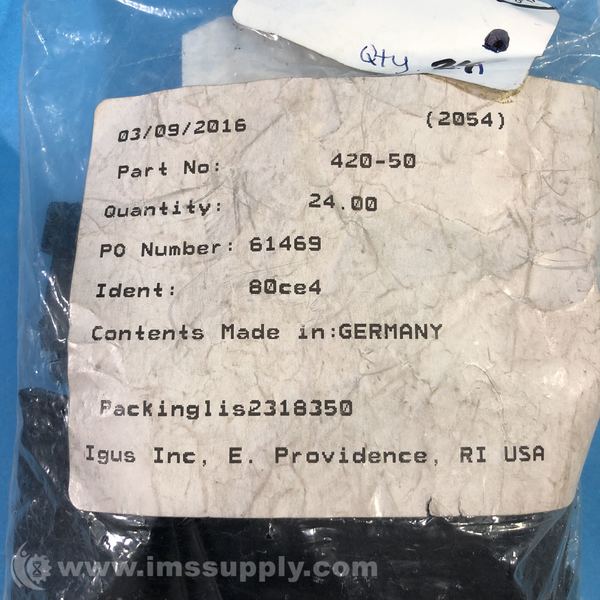 Qty
03/09/2016 (2054)
Part No: 420-50
Quantity: 24.00
PO Number: 61469
Ident: 80ce4
Contents Made in:GERMANY
Packinglis2318350
Igus Inc, E. Providence, RI USA
www.imssupply.com